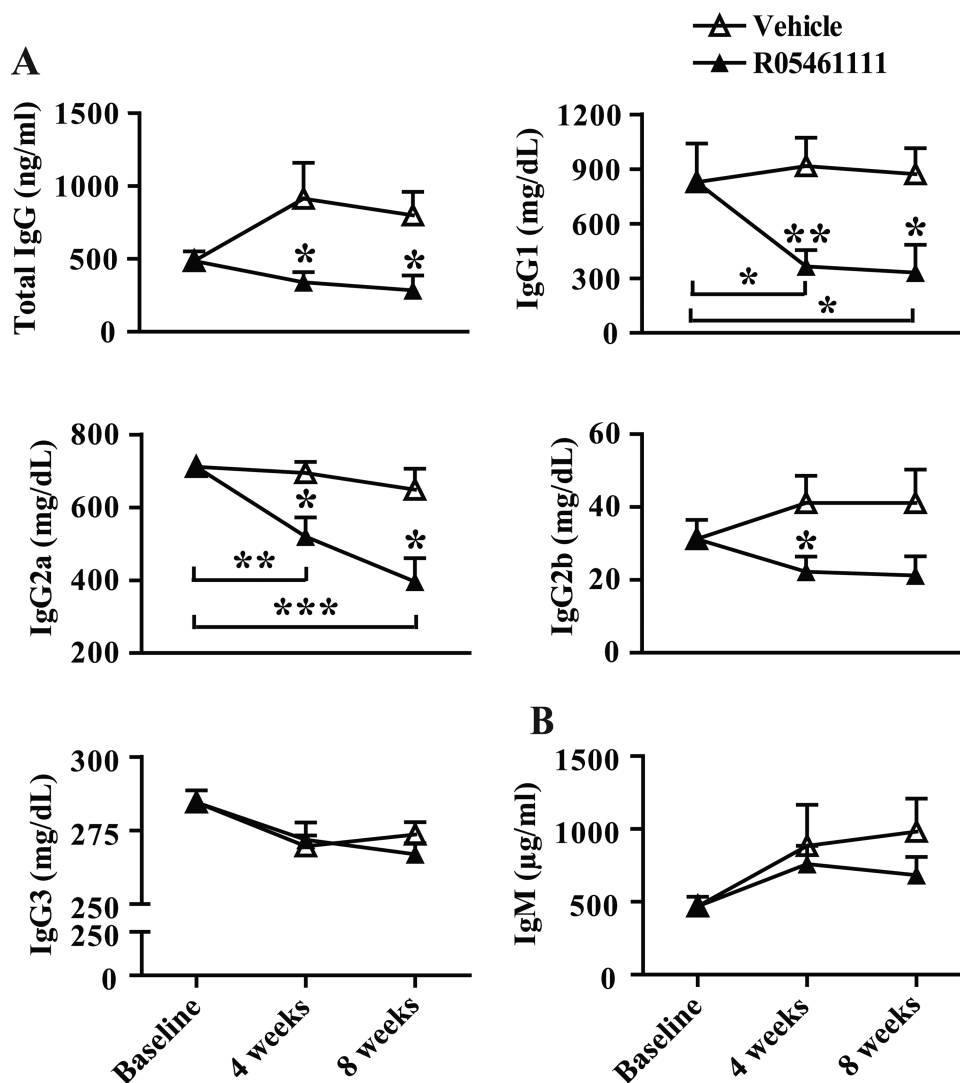 Vehicle
R05461111
A
Total IgG (ng/ml)
1500
1000
500
0
*
*
IgG1 (mg/dL)
1200
900
600
300
0
**
*
*
*
IgG2a (mg/dL)
800
600
400
200
*
*
**
***
IgG2b (mg/dL)
60
40
20
0
*
IgG3 (mg/dL)
300
275
250
250
0
Baseline
4 weeks
8 weeks
B
IgM (µg/ml)
1500
1000
500
0
Baseline
4 weeks
8 weeks